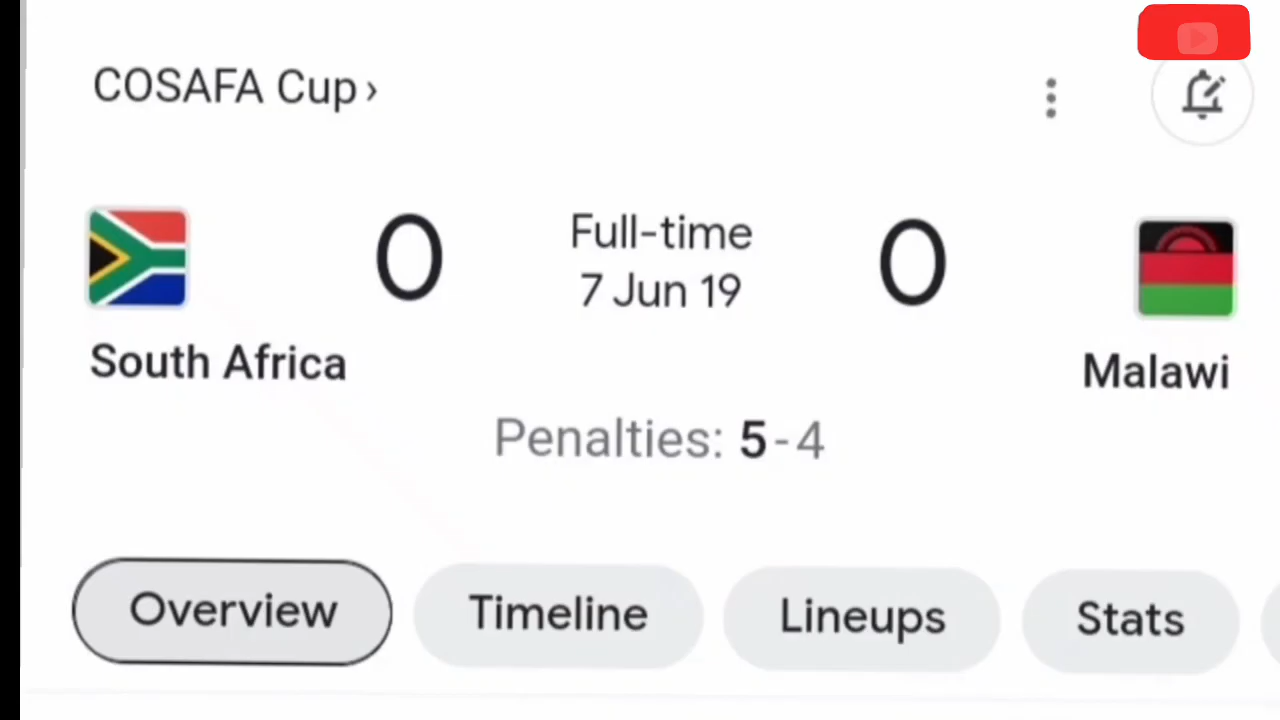 COSAFA Cup ›
South Africa 0
Full-time
7 Jun 19
0 Malawi
Penalties: 5 - 4
Overview Timeline Lineups Stats